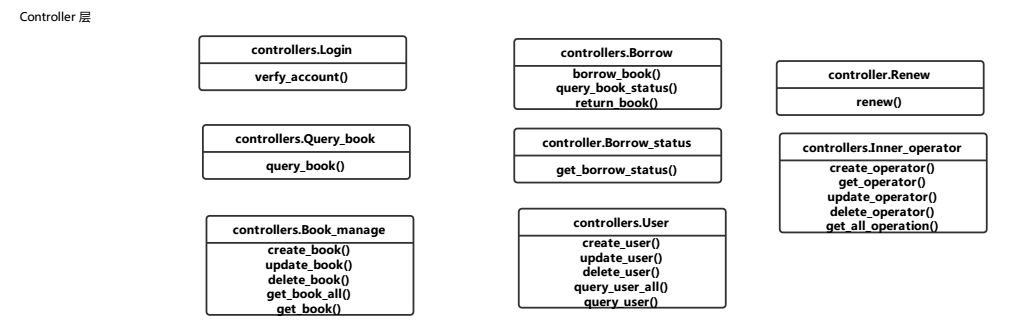 Controller 层
controllers.Login
verfy_account()
controllers.Borrow
borrow_book()
query_book_status()
return_book()
controller.Renew
renew()
controllers.Query_book
query_book()
controller.Borrow_status
get_borrow_status()
controllers.Inner_operator
create_operator()
get_operator()
update_operator()
delete_operator()
get_all_operation()
controllers.Book_manage
create_book()
update_book()
delete_book()
get_book_all()
get_book()
controllers.User
create_user()
update_user()
delete_user()
query_user_all()
query_user()